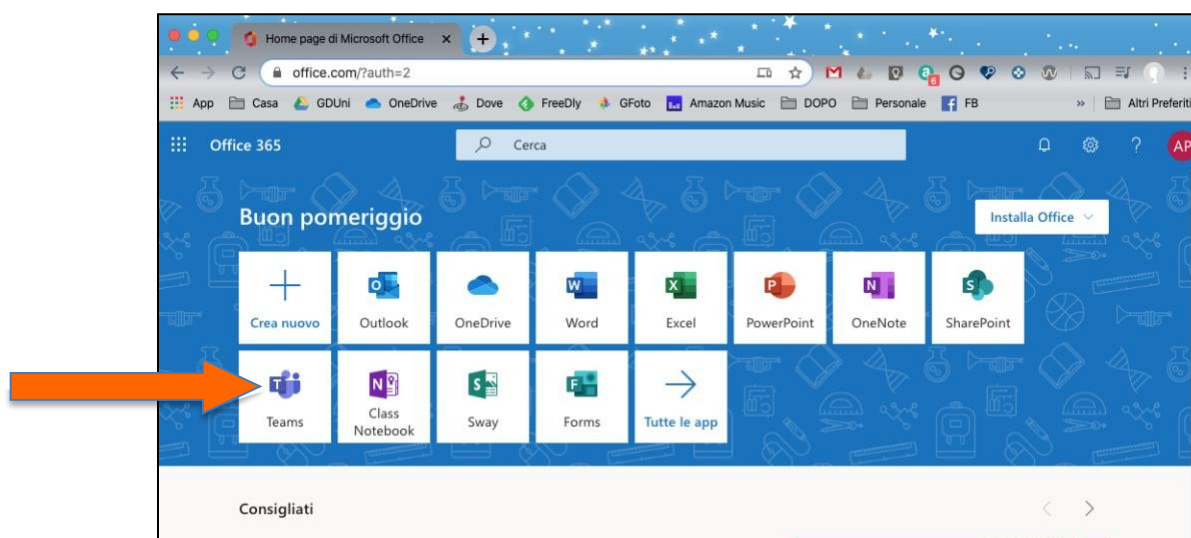 Home page di Microsoft Office
office.com/?auth=2
App Casa GDUni OneDrive Dove FreeDly GFoto Amazon Music DOPO Personale FB » Altri Preferiti
Office 365 Cerca AP
Buon pomeriggio Installa Office
Crea nuovo Outlook OneDrive Word Excel PowerPoint OneNote SharePoint
Teams Class Notebook Sway Forms Tutte le app
Consigliati